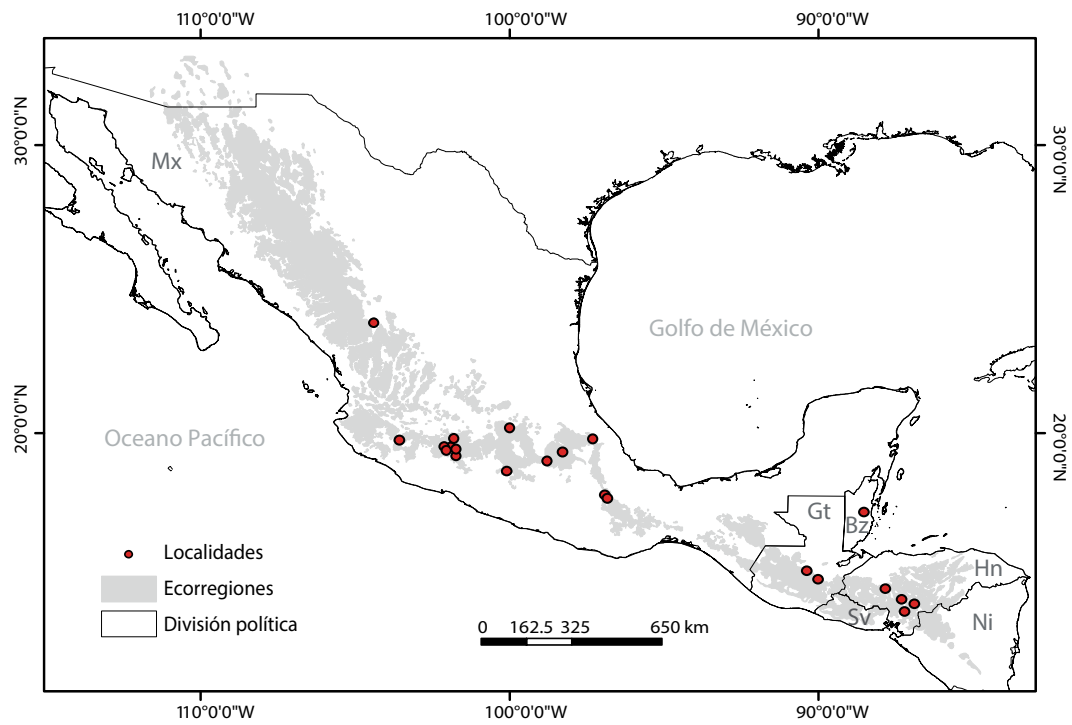 110°0'0"W
100°0'0"W
90°0'0"W
30°0'0"N
30°0'0"N
Mx
Golfo de México
20°0'0"N
20°0'0"N
Oceano Pacífico
Gt
Bz
Localidades
Hn
Ecorregiones
Sv
Ni
División política
0 162.5 325 650 km
110°0'0"W
100°0'0"W
90°0'0"W